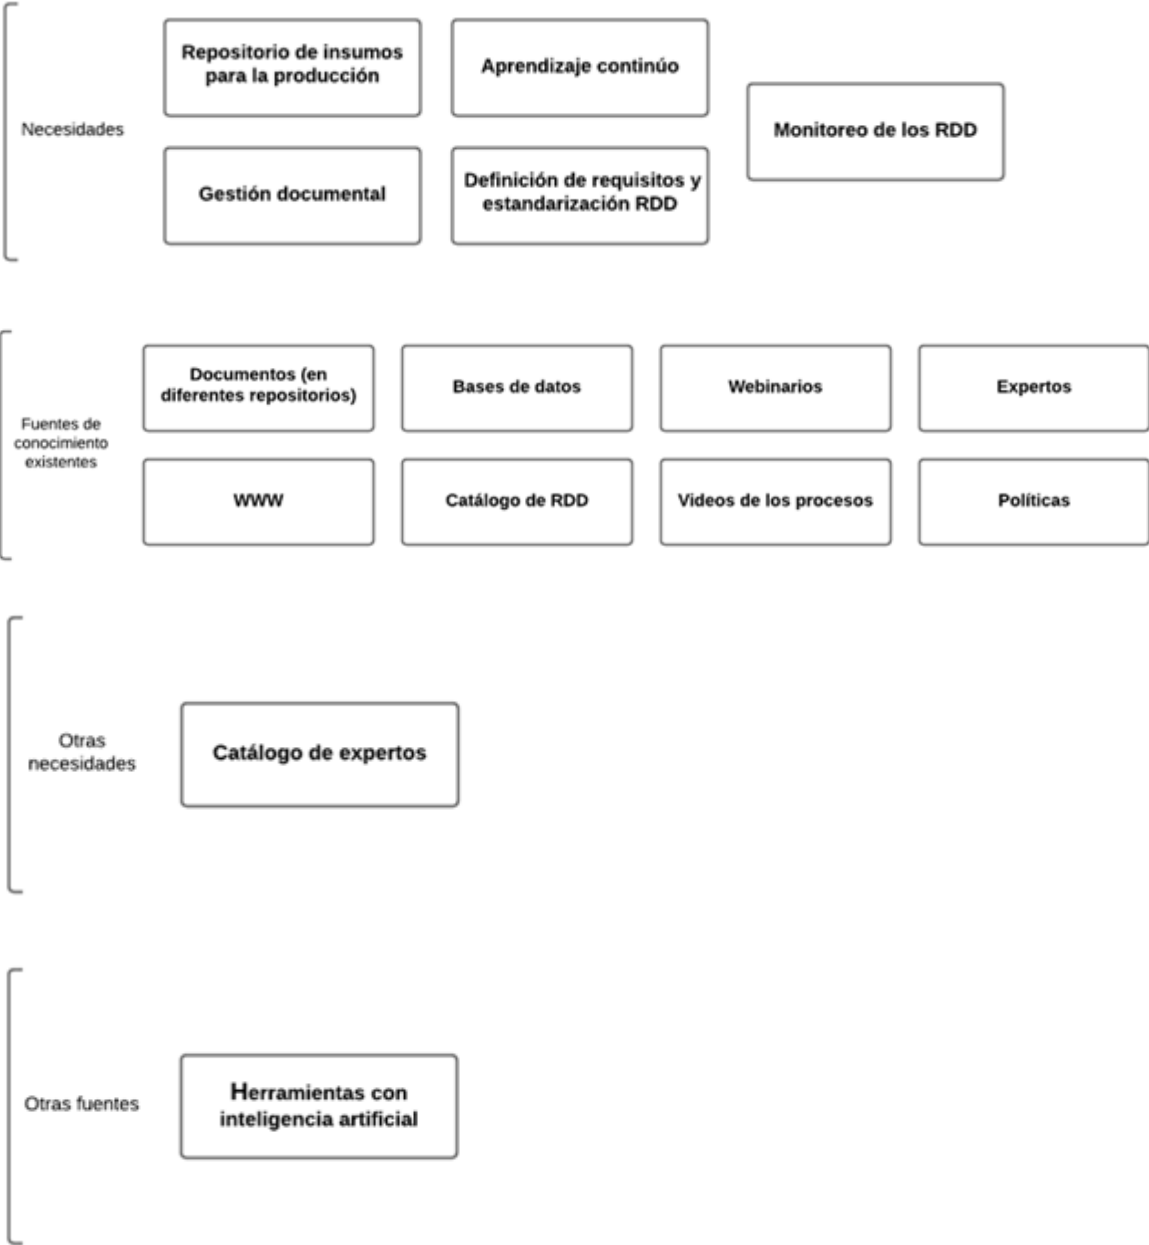 Necesidades
Repositorio de insumos
para la producción
Aprendizaje continúo
Monitoreo de los RDD
Gestión documental
Definición de requisitos y
estandarización RDD
Fuentes de
conocimiento
existentes
Documentos (en
diferentes repositorios)
Bases de datos
Webinarios
Expertos
WWW
Catálogo de RDD
Videos de los procesos
Políticas
Otras
necesidades
Catálogo de expertos
Otras fuentes
Herramientas con
inteligencia artificial